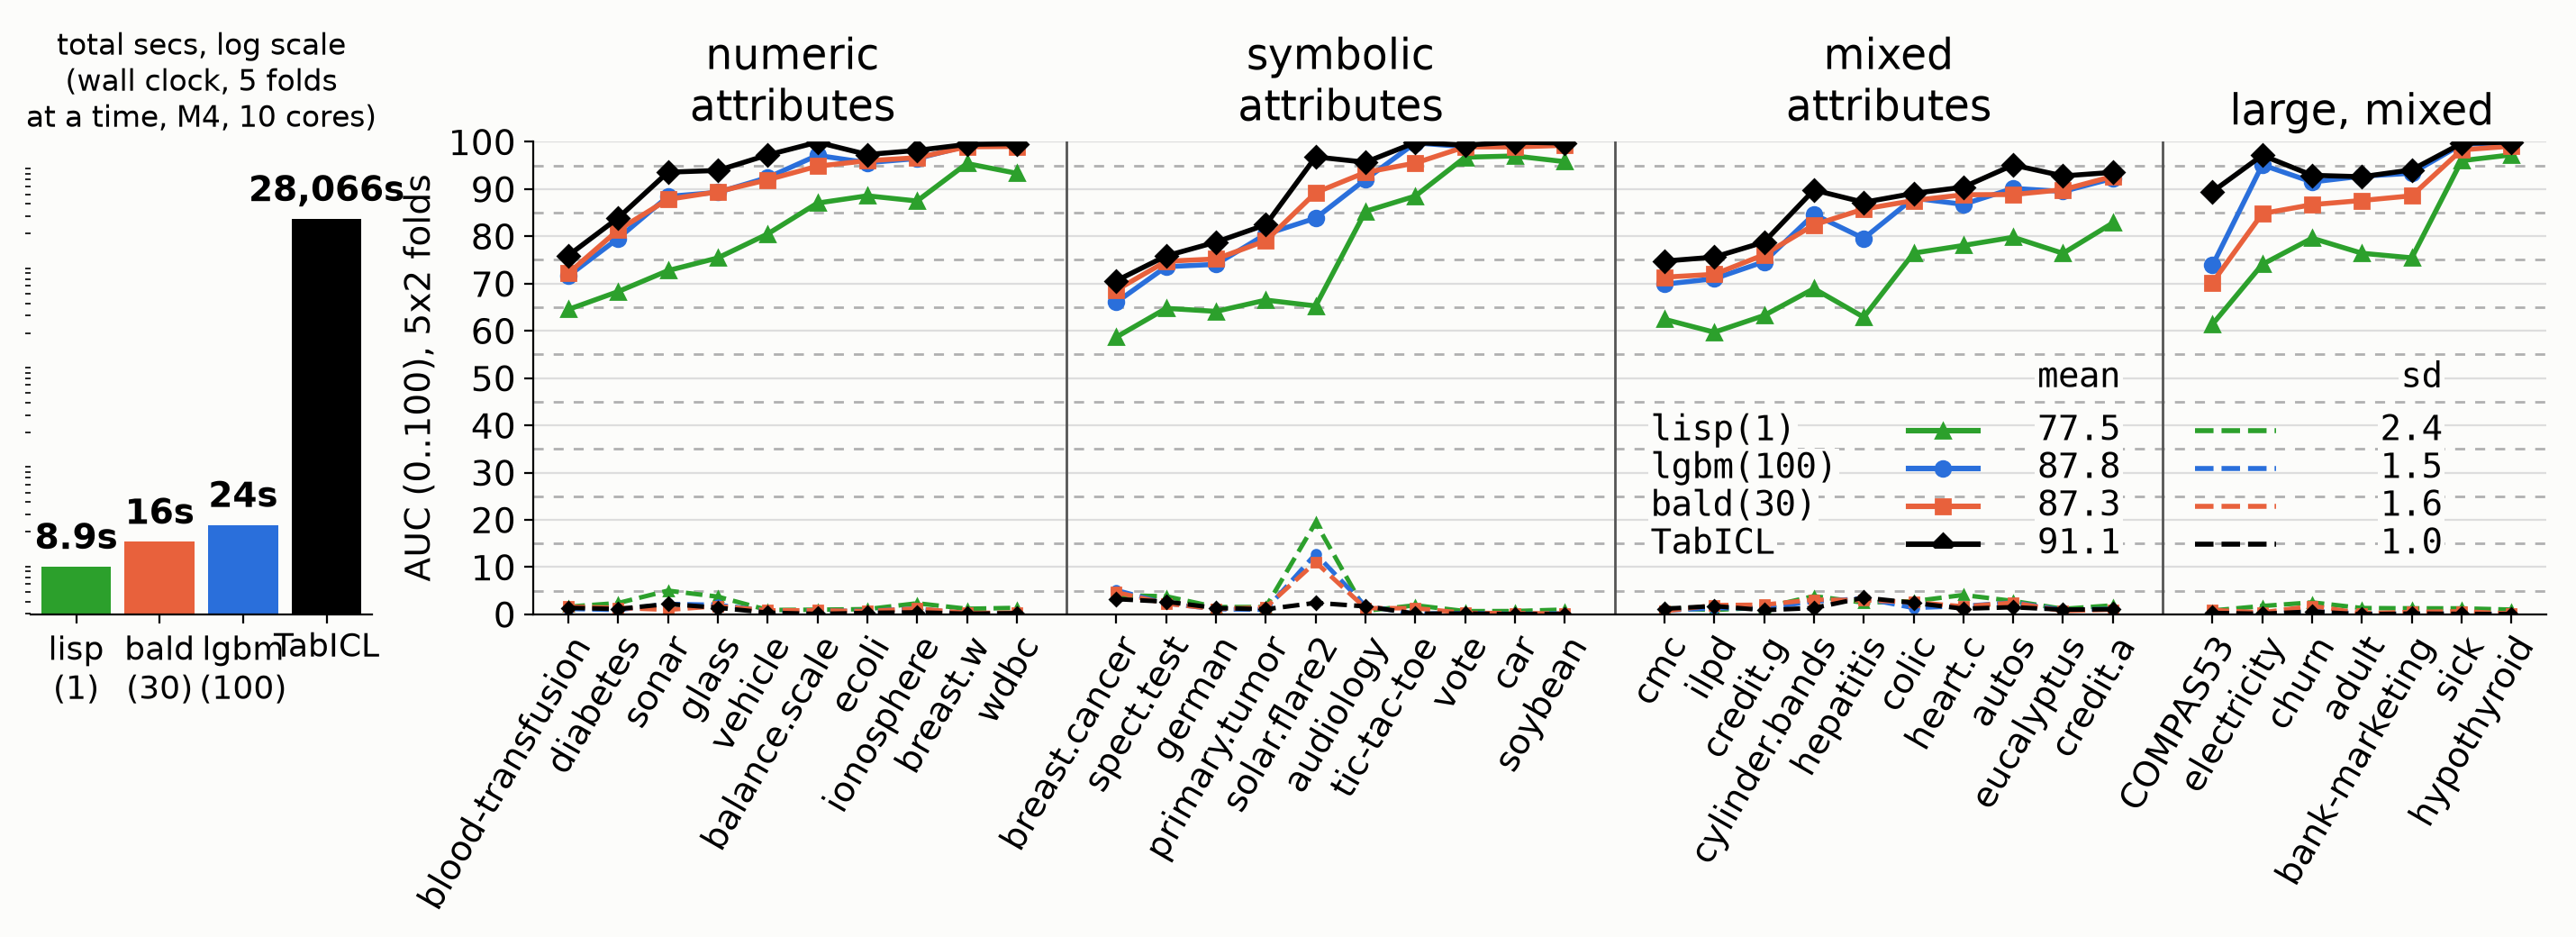 total secs, log scale
(wall clock, 5 folds
at a time, M4, 10 cores)
28,066s
24s
16s
8.9s
lisp
(1)
bald
(30)
lgbm
(100)
TabICL
AUC (0..100), 5x2 folds
100
90
80
70
60
50
40
30
20
10
0
numeric
attributes
symbolic
attributes
mixed
attributes
large, mixed
mean sd
lisp(1) 77.5 2.4
lgbm(100) 87.8 1.5
bald(30) 87.3 1.6
TabICL 91.1 1.0
blood-transfusion
diabetes
sonar
glass
vehicle
balance.scale
ecoli
ionosphere
breast.w
wdbc
breast.cancer
spect.test
german
primary.tumor
solar.flare2
audiology
tic-tac-toe
vote
car
soybean
cmc
ilpd
credit.g
cylinder.bands
hepatitis
colic
heart.c
autos
eucalyptus
credit.a
COMPAS53
electricity
churn
adult
bank-marketing
sick
hypothyroid